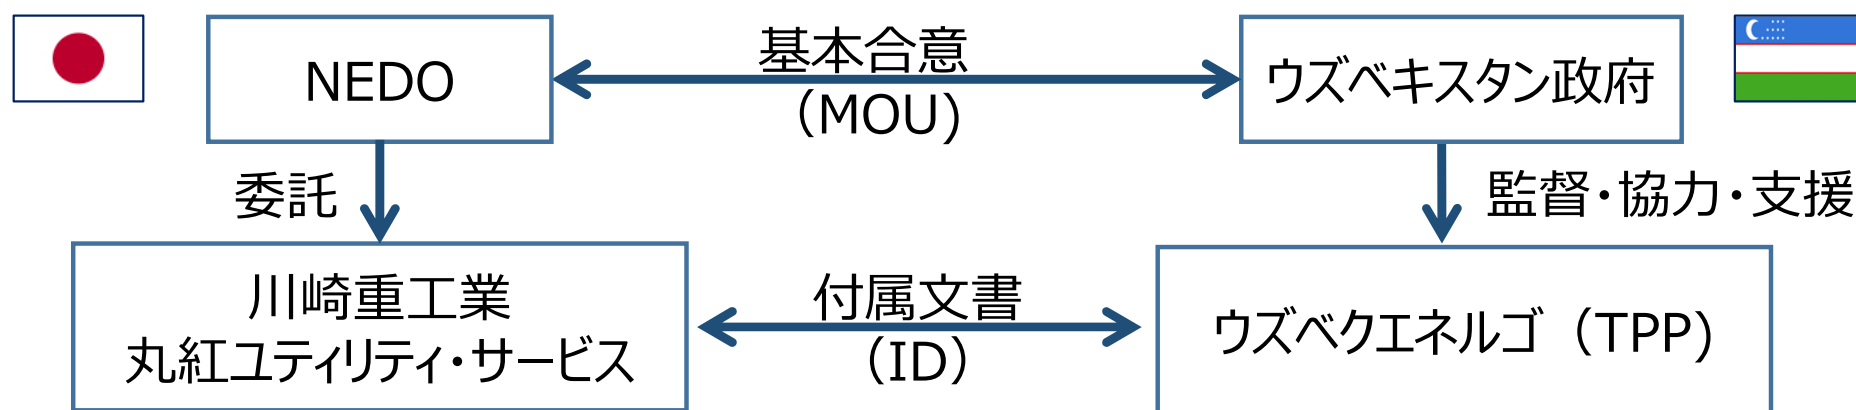 NEDO
基本合意
（MOU）
ウズベキスタン政府
委託
監督・協力・支援
川崎重工業
丸紅ユティリティ・サービス
付属文書
（ID）
ウズベクエネルゴ（TPP）